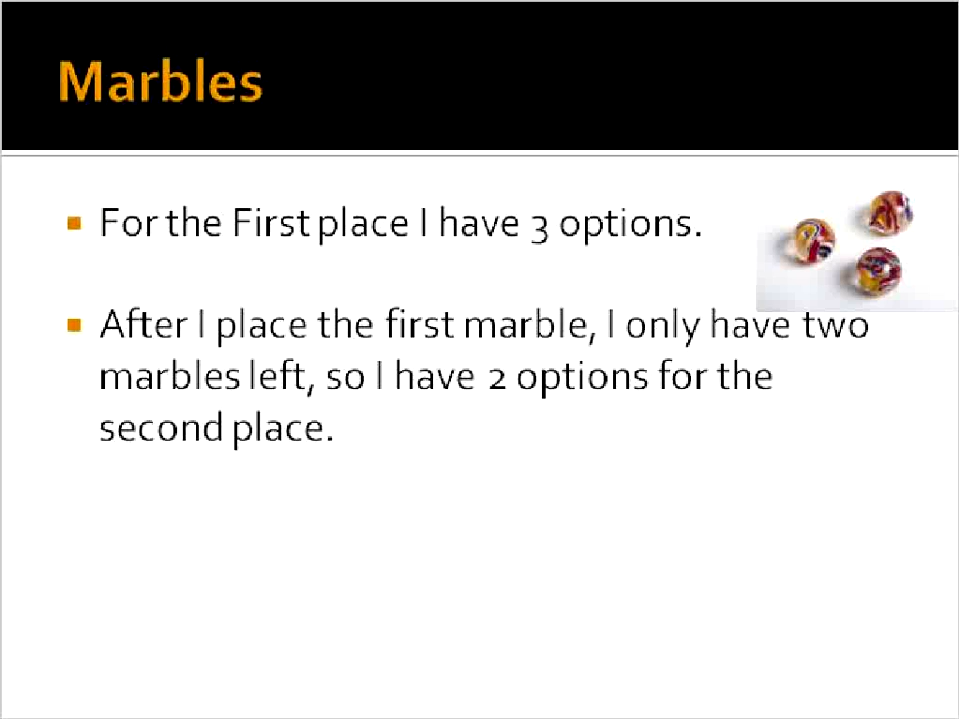 Marbles
For the First place I have 3 options.
After I place the first marble, I only have two
marbles left, so I have 2 options for the
second place.